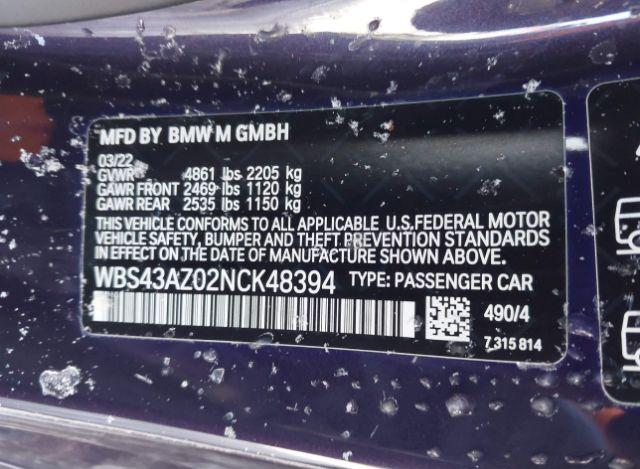 MFD BY BMW M GMBH
03/22
GVWR 4861 lbs 2205 kg
GAWR FRONT 2469 lbs 1120 kg
GAWR REAR 2535 lbs 1150 kg
THIS VEHICLE CONFORMS TO ALL APPLICABLE U.S.FEDERAL MOTOR
VEHICLE SAFETY, BUMPER AND THEFT PREVENTION STANDARDS
IN EFFECT ON THE DATE OF MANUFACTURE SHOWN ABOVE.
WBS43AZ02NCK48394 TYPE: PASSENGER CAR
490/4
7 315 814